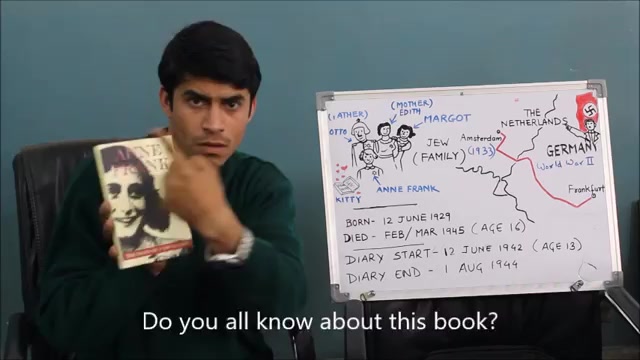 ANNE
FRANK
(FATHER)
(MOTHER)
EDITH
OTTO
MARGOT
JEW
(FAMILY)
ANNE FRANK
KITTY
THE
NETHERLANDS
Amsterdam
(1933)
GERMANY
World War II
Frankfurt
BORN- 12 JUNE 1929
DIED- FEB/MAR 1945 (AGE 16)
DIARY START- 12 JUNE 1942 (AGE 13)
DIARY END - 1 AUG 1944
Do you all know about this book?